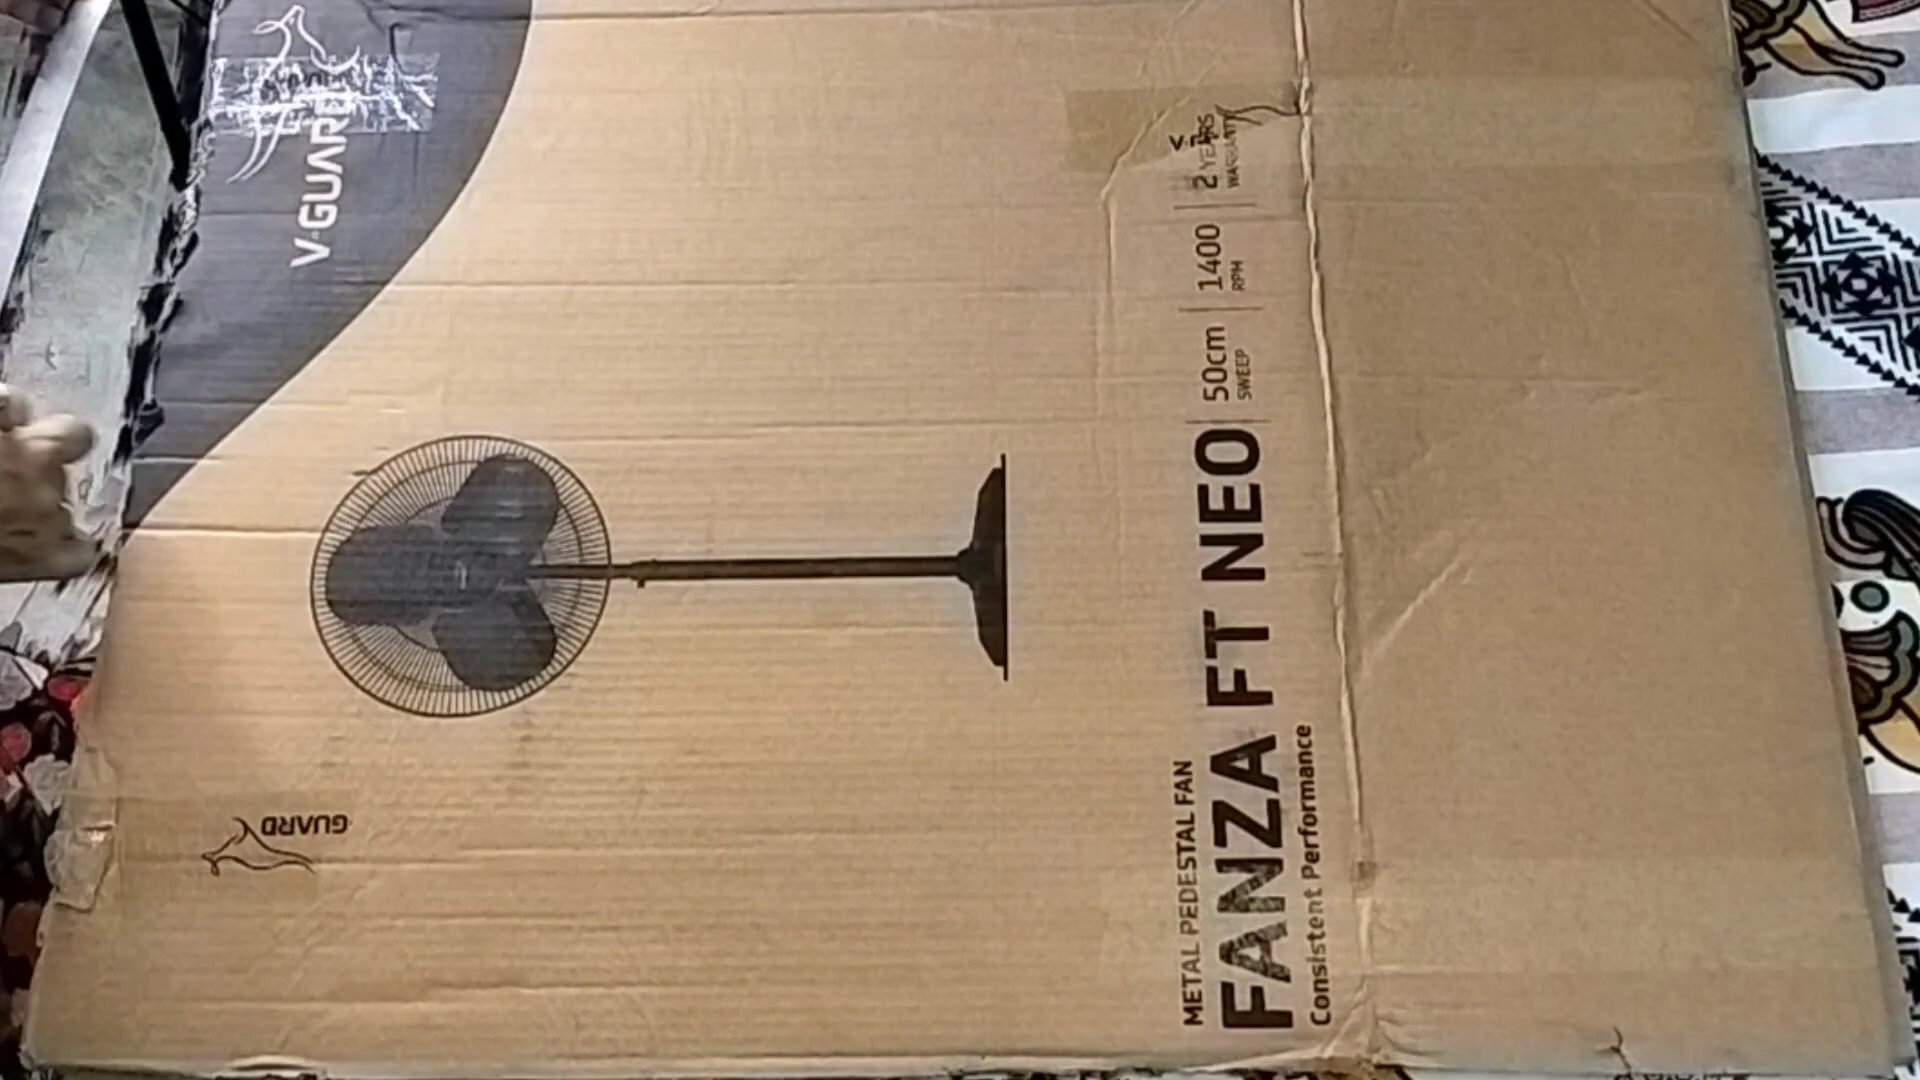 V-GUARD
GUARD
METAL PEDESTAL FAN
FANZA FT NEO
50cm
SWEEP
1400
RPM
2 YEARS
WARRANTY
Consistent Performance